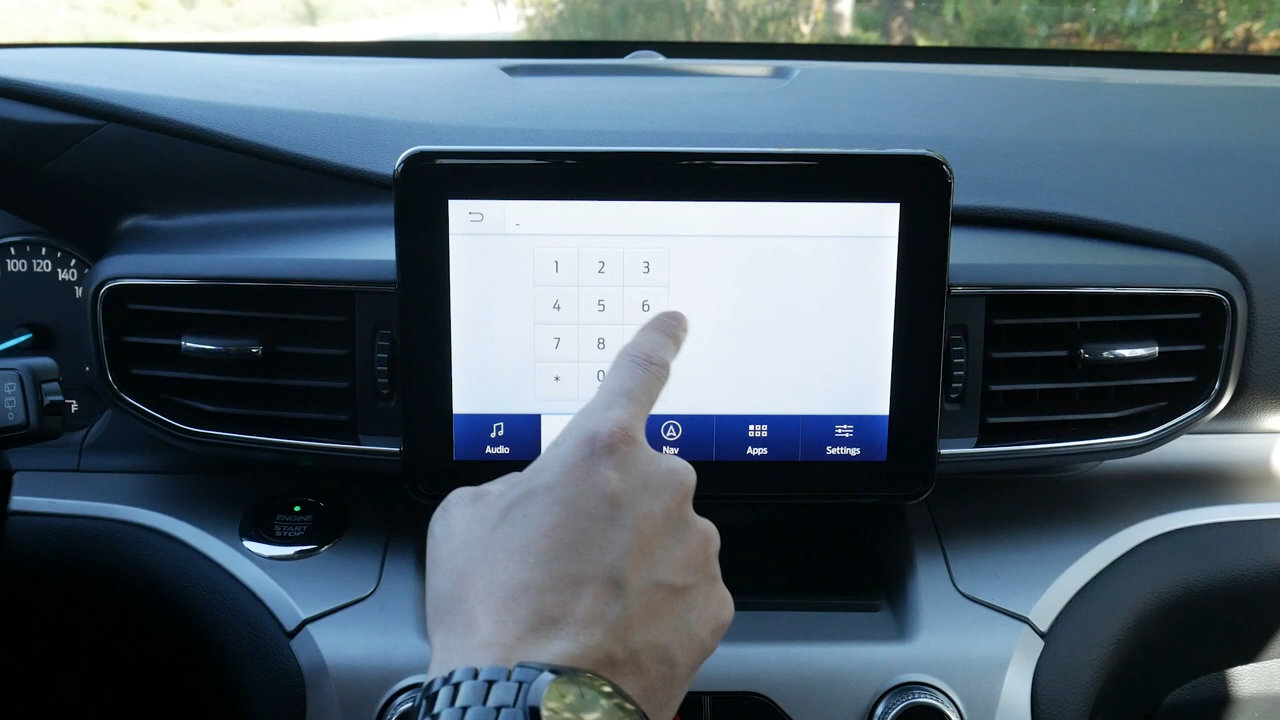 100 120
140
1 2 3
4 5 6
7 8
* 0
Audio Nav Apps Settings
ENGINE
START
STOP
F